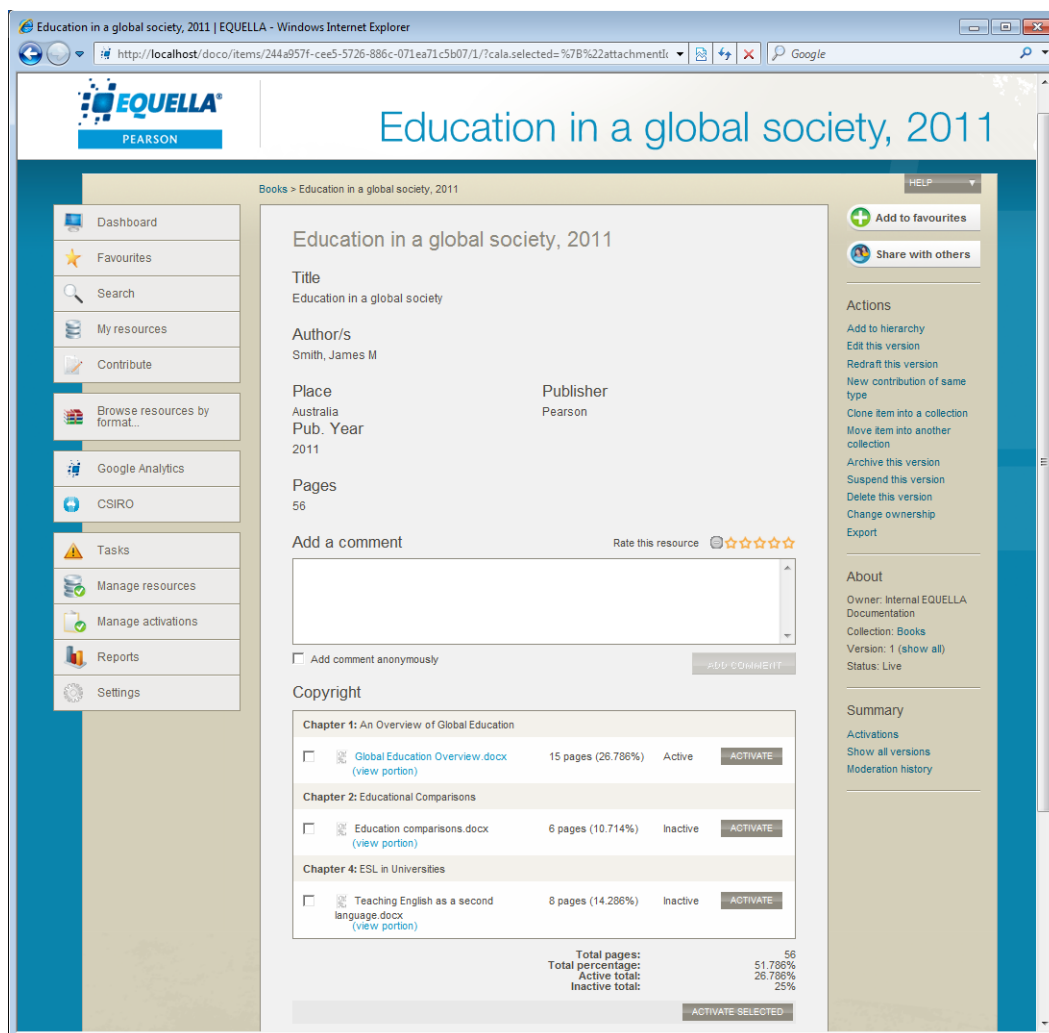 Education in a global society, 2011 | EQUELLA - Windows Internet Explorer
http://localhost/doco/items/244a957f-cee5-5726-886c-071ea71c5b07/1/?cala.selected=%7B%22attachmentId
Google
EQUELLA®
PEARSON
Education in a global society, 2011
Books > Education in a global society, 2011
HELP
Dashboard
Favourites
Search
My resources
Contribute
Browse resources by
format...
Google Analytics
CSIRO
Tasks
Manage resources
Manage activations
Reports
Settings
Education in a global society, 2011
Title
Education in a global society
Author/s
Smith, James M
Place
Australia
Publisher
Pearson
Pub. Year
2011
Pages
56
Add a comment
Rate this resource
Add comment anonymously
ADD COMMENT
Copyright
Chapter 1: An Overview of Global Education
Global Education Overview.docx 15 pages (26.786%) Active ACTIVATE
(view portion)
Chapter 2: Educational Comparisons
Education comparisons.docx 6 pages (10.714%) Inactive ACTIVATE
(view portion)
Chapter 4: ESL in Universities
Teaching English as a second 8 pages (14.286%) Inactive ACTIVATE
language.docx
(view portion)
Total pages: 56
Total percentage: 51.786%
Active total: 26.786%
Inactive total: 25%
ACTIVATE SELECTED
Add to favourites
Share with others
Actions
Add to hierarchy
Edit this version
Redraft this version
New contribution of same
type
Clone item into a collection
Move item into another
collection
Archive this version
Suspend this version
Delete this version
Change ownership
Export
About
Owner: Internal EQUELLA
Documentation
Collection: Books
Version: 1 (show all)
Status: Live
Summary
Activations
Show all versions
Moderation history